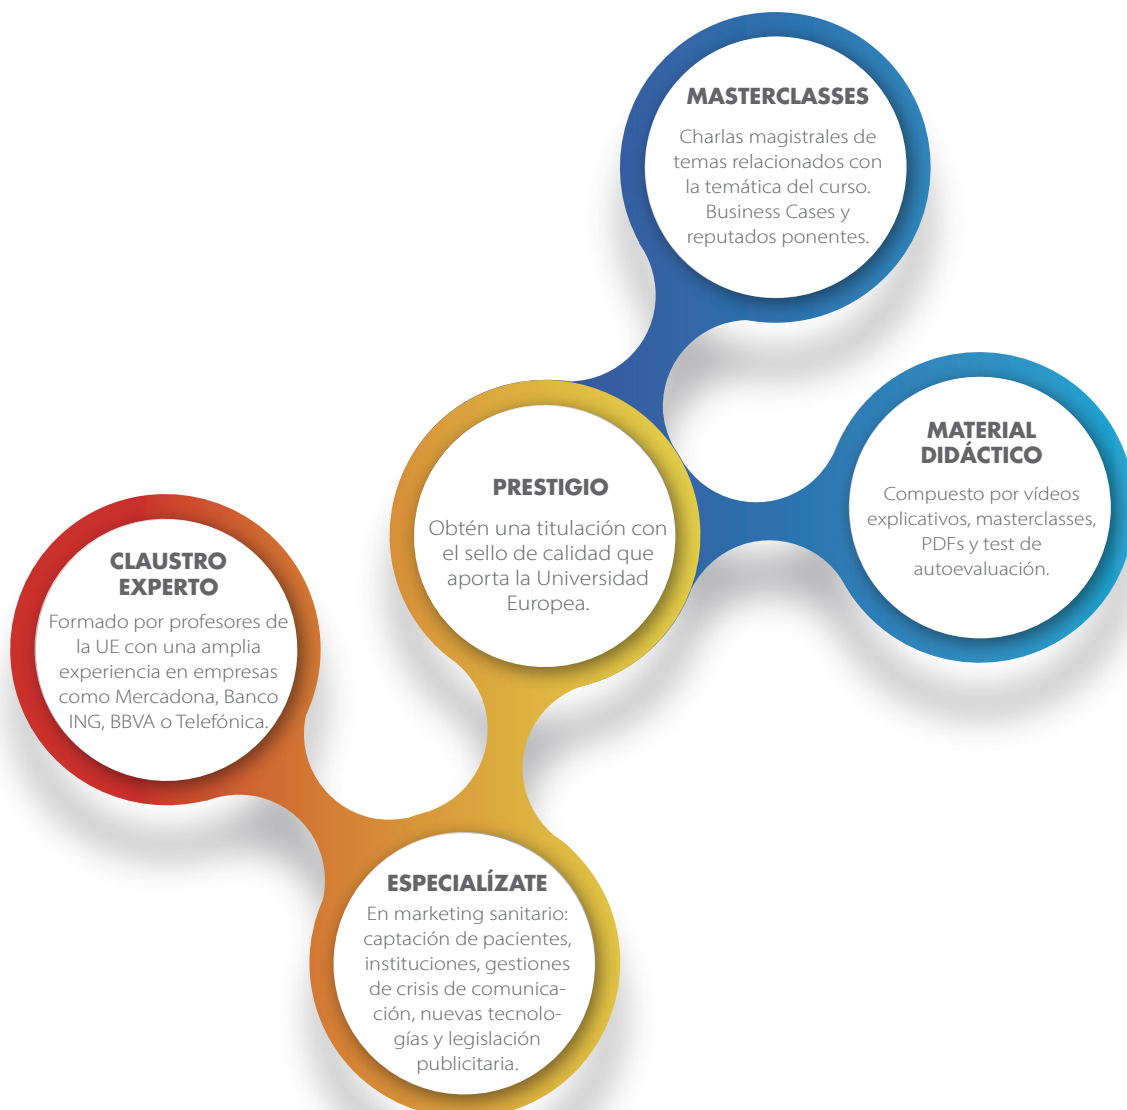 MASTERCLASSES
Charlas magistrales de
temas relacionados con
la temática del curso.
Business Cases y
reputados ponentes.
MATERIAL
DIDÁCTICO
Compuesto por vídeos
explicativos, masterclasses,
PDFs y test de
autoevaluación.
PRESTIGIO
Obtén una titulación con
el sello de calidad que
aporta la Universidad
Europea.
CLAUSTRO
EXPERTO
Formado por profesores de
la UE con una amplia
experiencia en empresas
como Mercadona, Banco
ING, BBVA o Telefónica.
ESPECIALÍZATE
En marketing sanitario:
captación de pacientes,
instituciones, gestiones
de crisis de comunica-
ción, nuevas tecnolo-
gías y legislación
publicitaria.